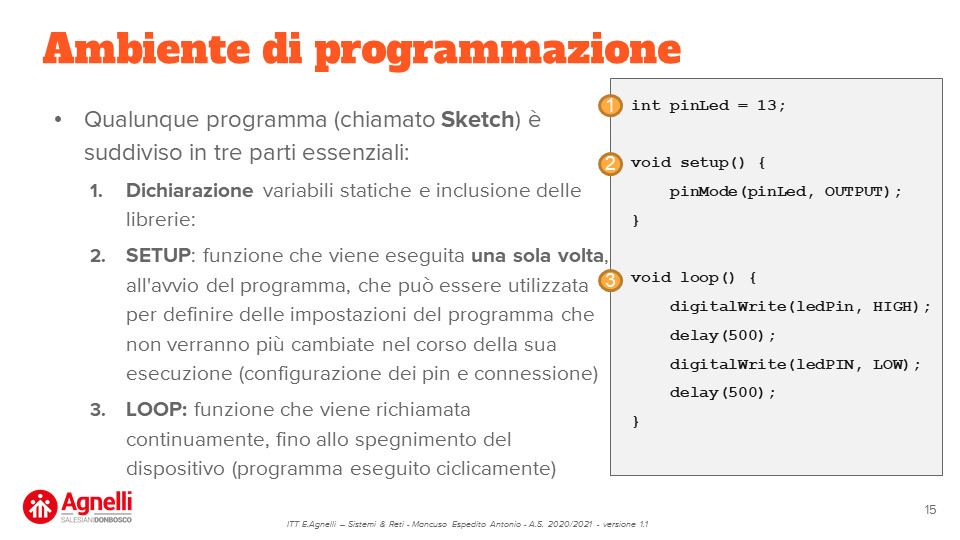 Ambiente di programmazione
• Qualunque programma (chiamato Sketch) è
suddiviso in tre parti essenziali:
1. Dichiarazione variabili statiche e inclusione delle
librerie:
2. SETUP: funzione che viene eseguita una sola volta,
all'avvio del programma, che può essere utilizzata
per definire delle impostazioni del programma che
non verranno più cambiate nel corso della sua
esecuzione (configurazione dei pin e connessione)
3. LOOP: funzione che viene richiamata
continuamente, fino allo spegnimento del
dispositivo (programma eseguito ciclicamente)
1 int pinLed = 13;
2 void setup() {
pinMode(pinLed, OUTPUT);
}
3 void loop() {
digitalWrite(ledPin, HIGH);
delay(500);
digitalWrite(ledPIN, LOW);
delay(500);
}
Agnelli
SALESIANIDONBOSCO
ITT E.Agnelli – Sistemi & Reti - Mancuso Espedito Antonio - A.S. 2020/2021 - versione 1.1
15